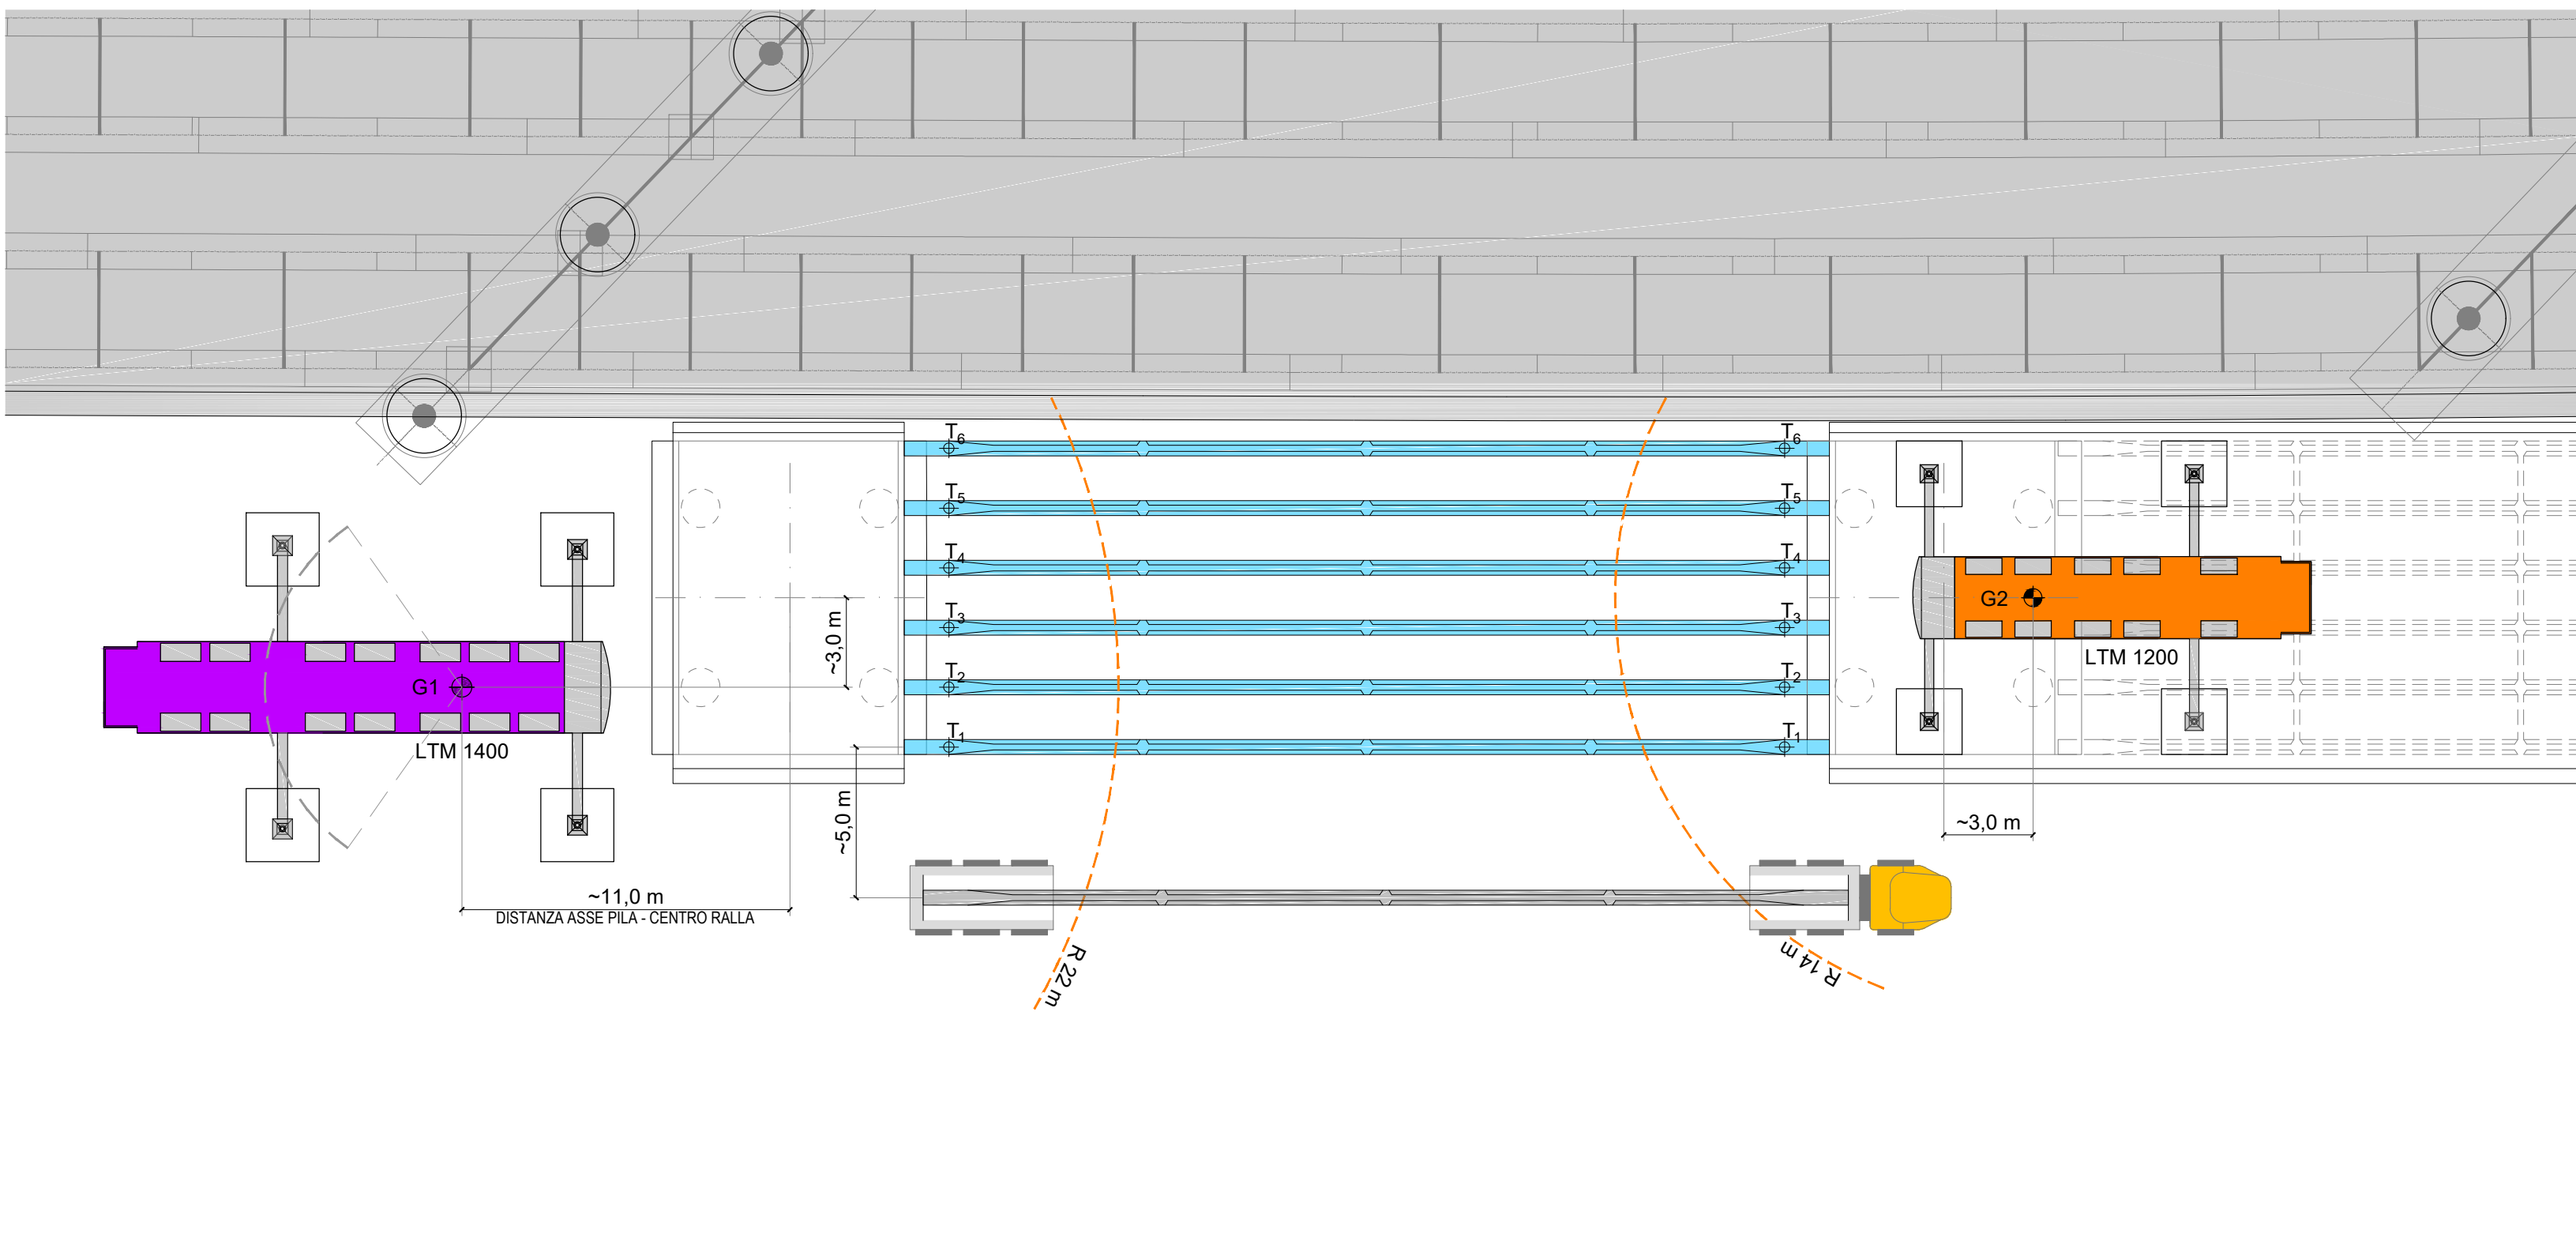 T6 T6
T5 T5
T4 T4
G2
T3 T3
~3,0 m
LTM 1200
G1
T2 T2
T1 T1
LTM 1400
~5,0 m
~3,0 m
~11,0 m
DISTANZA ASSE PILA - CENTRO RALLA
R 22 m
R 14 m